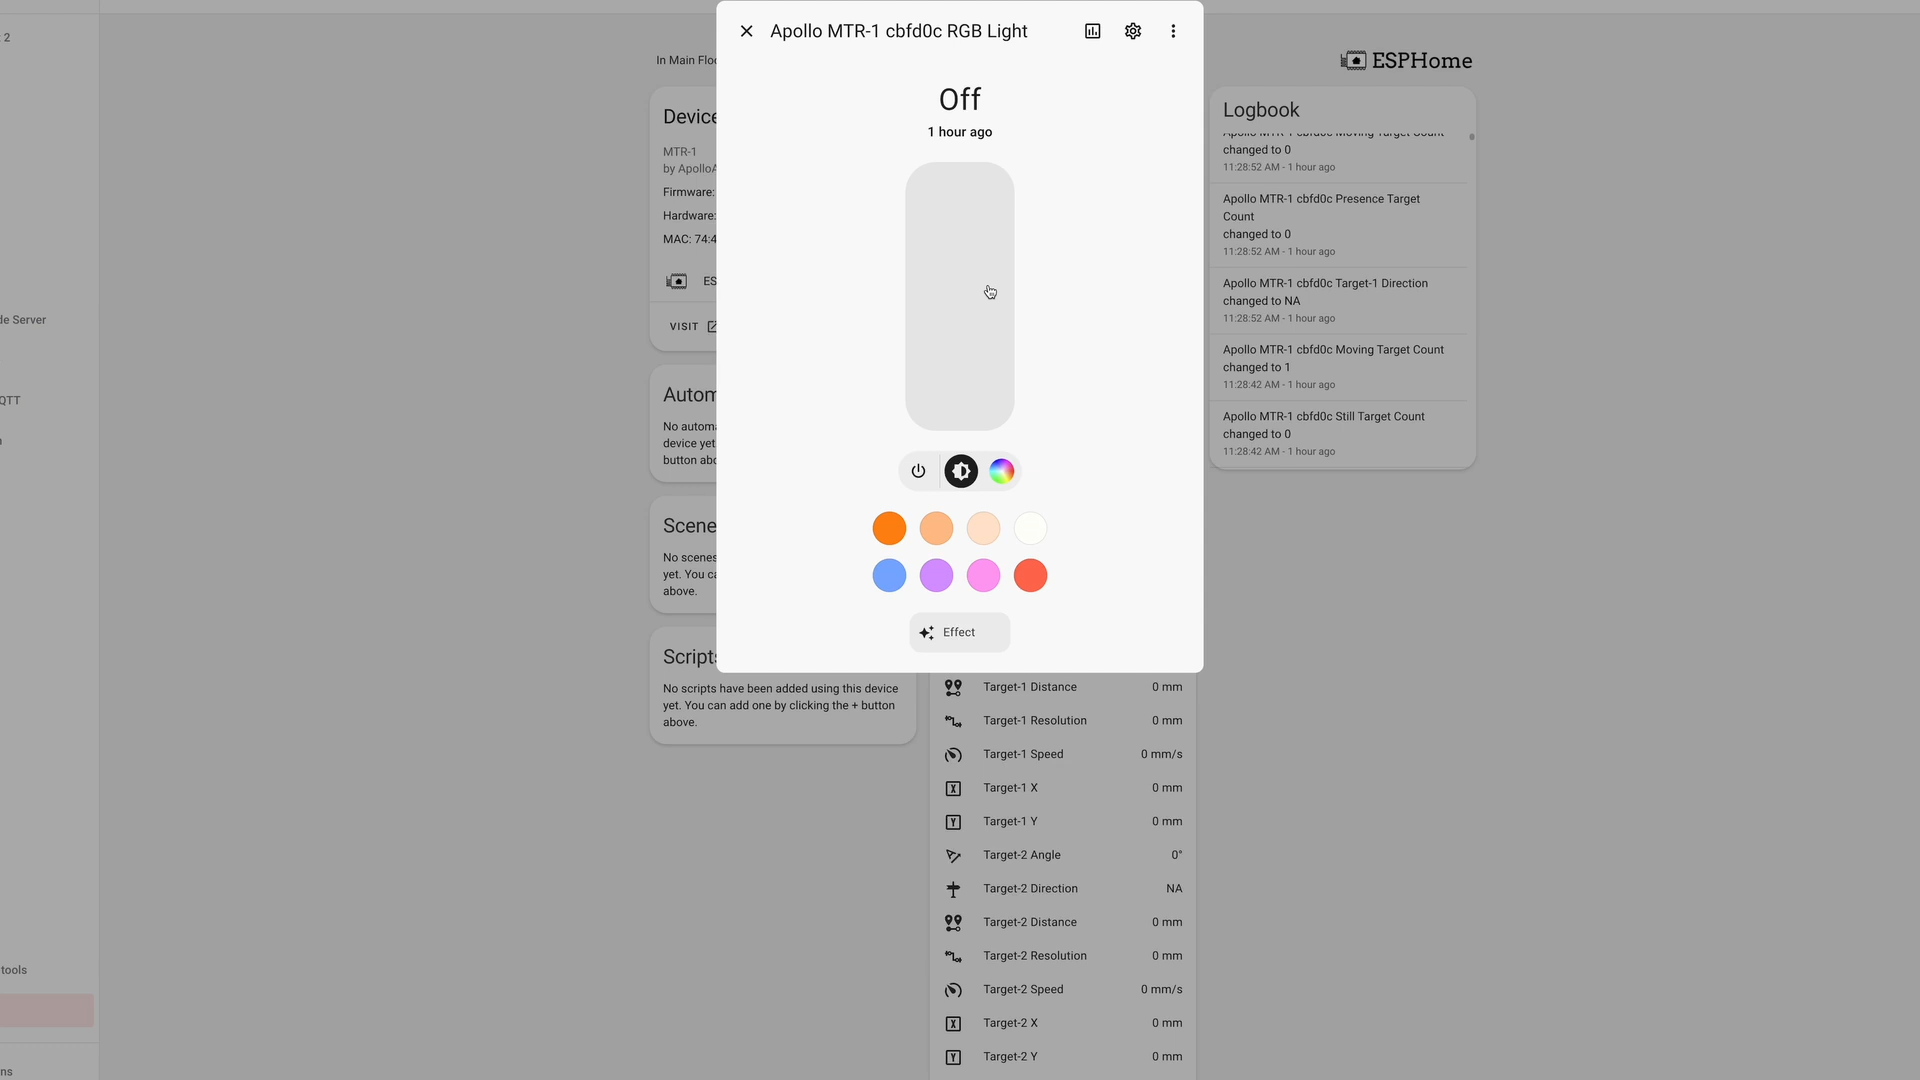 2
de Server
QTT
tools
ns
In Main Floo
Device
MTR-1
by ApolloA
Firmware:
Hardware:
MAC: 74:4
ES
VISIT
Autom
No automa
device yet
button abo
Scene
No scenes
yet. You ca
above.
Scripts
No scripts have been added using this device
yet. You can add one by clicking the + button
above.
Apollo MTR-1 cbfd0c RGB Light
Off
1 hour ago
Effect
Target-1 Distance 0 mm
Target-1 Resolution 0 mm
Target-1 Speed 0 mm/s
X Target-1 X 0 mm
Y Target-1 Y 0 mm
Target-2 Angle 0°
Target-2 Direction NA
Target-2 Distance 0 mm
Target-2 Resolution 0 mm
Target-2 Speed 0 mm/s
X Target-2 X 0 mm
Y Target-2 Y 0 mm
ESPHome
Logbook
Apollo MTR-1 cbfd0c Moving Target Count
changed to 0
11:28:52 AM - 1 hour ago
Apollo MTR-1 cbfd0c Presence Target
Count
changed to 0
11:28:52 AM - 1 hour ago
Apollo MTR-1 cbfd0c Target-1 Direction
changed to NA
11:28:52 AM - 1 hour ago
Apollo MTR-1 cbfd0c Moving Target Count
changed to 1
11:28:42 AM - 1 hour ago
Apollo MTR-1 cbfd0c Still Target Count
changed to 0
11:28:42 AM - 1 hour ago